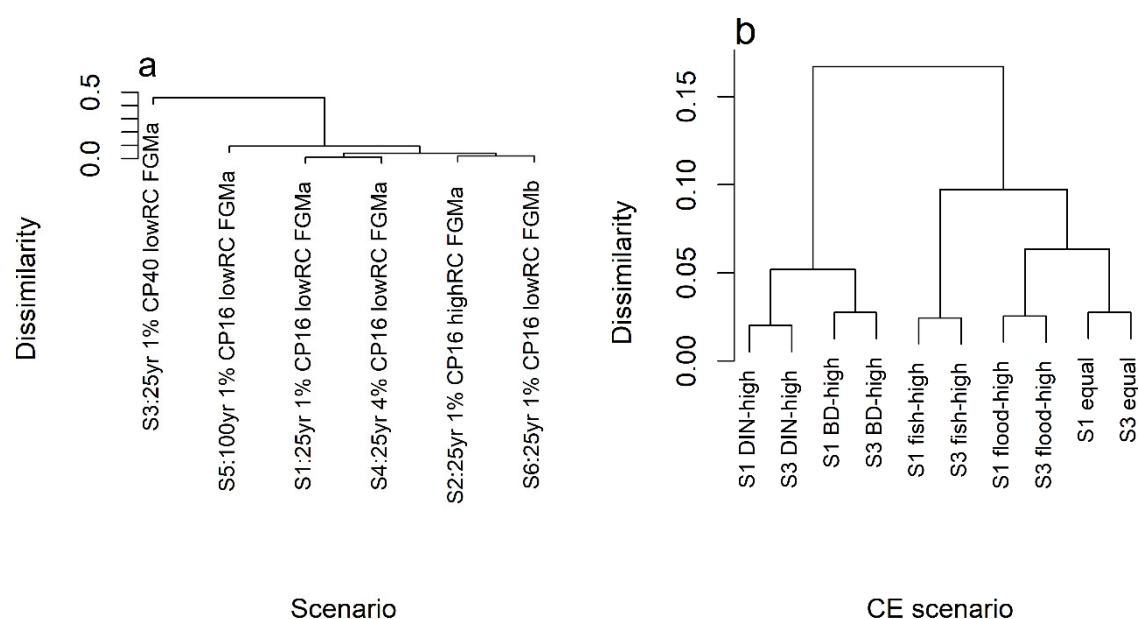 a
0.5
0.0
Dissimilarity
S3:25yr 1% CP40 lowRC FGMa
S5:100yr 1% CP16 lowRC FGMa
S1:25yr 1% CP16 lowRC FGMa
S4:25yr 4% CP16 lowRC FGMa
S2:25yr 1% CP16 highRC FGMa
S6:25yr 1% CP16 lowRC FGMb
Scenario
b
0.15
0.10
0.05
0.00
Dissimilarity
S1 DIN-high
S3 DIN-high
S1 BD-high
S3 BD-high
S1 fish-high
S3 fish-high
S1 flood-high
S3 flood-high
S1 equal
S3 equal
CE scenario